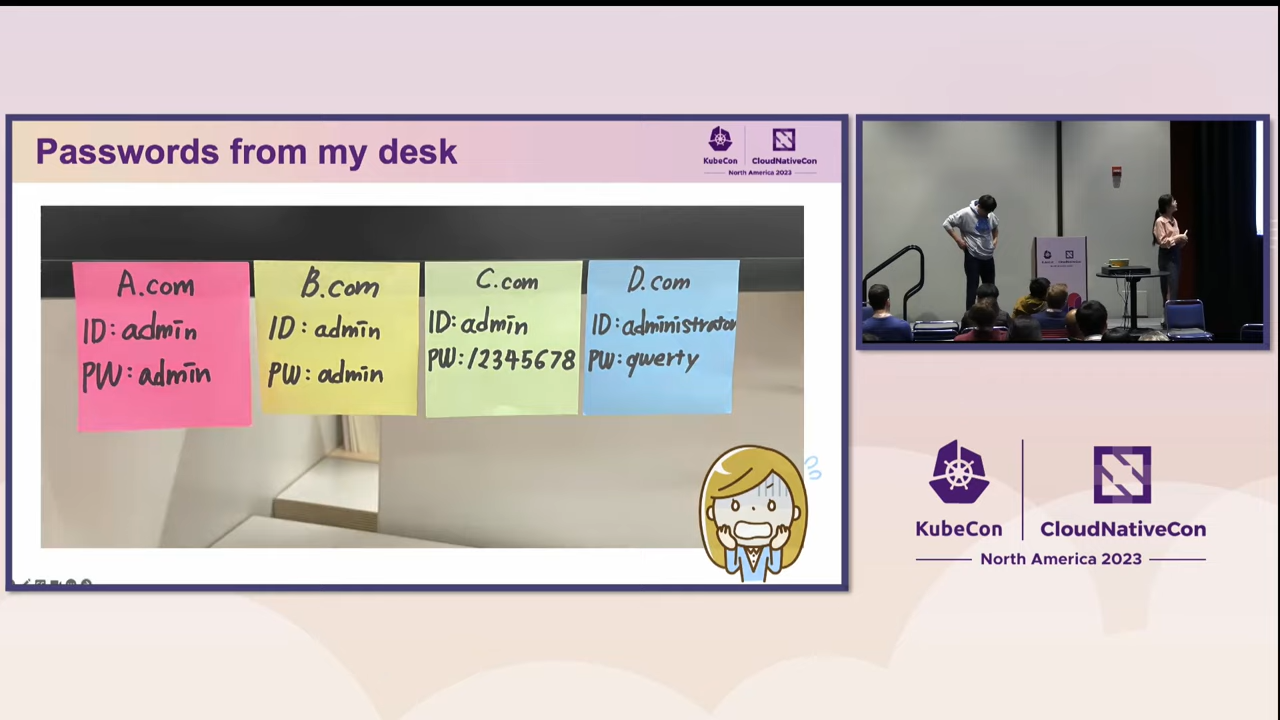 Passwords from my desk
KubeCon
CloudNativeCon
North America 2023
A.com
ID: admin
PW: admin
B.com
ID: admin
PW: admin
C.com
ID: admin
PW: 12345678
D.com
ID: administrator
PW: qwerty
KubeCon
CloudNativeCon
North America 2023